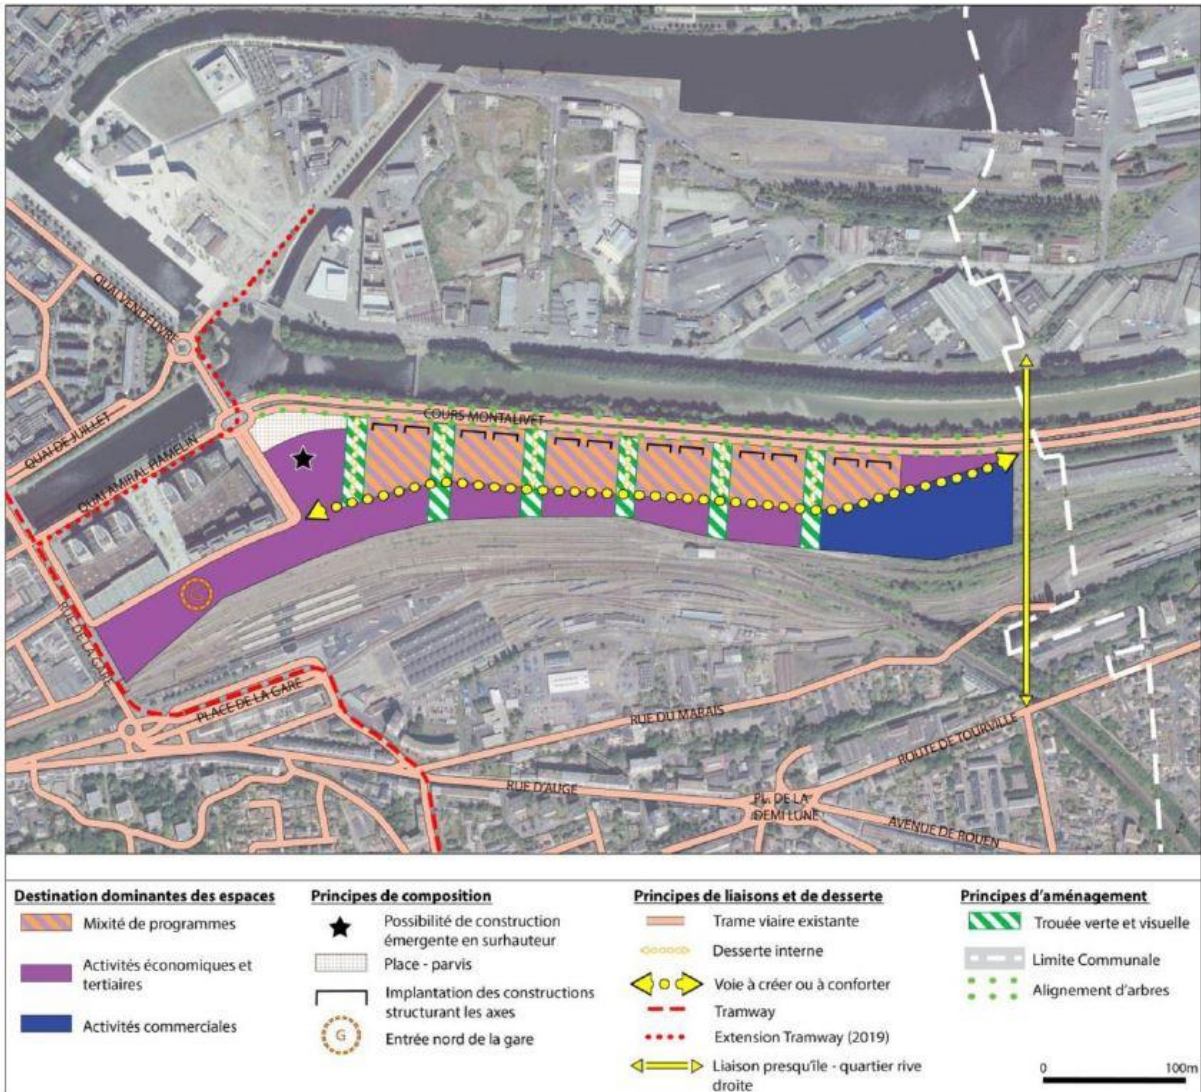 QUAI VENDEUVRE
QUAI DE JUILLET
QUAI AMIRAL HAMELIN
COURS MONTALIVET
G
RUE DE LA GARE
PLACE DE LA GARE
RUE DU MARAIS
ROUTE DE TOURVILLE
RUE D'AUGE
PL. DE LA
DEMI LUNE
AVENUE DE ROUEN
Destination dominantes des espaces
Mixité de programmes
Activités économiques et
tertiaires
Activités commerciales
Principes de composition
Possibilité de construction
émergente en surhauteur
Place - parvis
Implantation des constructions
structurant les axes
G
Entrée nord de la gare
Principes de liaisons et de desserte
Trame viaire existante
Desserte interne
Voie à créer ou à conforter
Tramway
Extension Tramway (2019)
Liaison presqu'île - quartier rive
droite
Principes d'aménagement
Trouée verte et visuelle
Limite Communale
Alignement d'arbres
0 100m